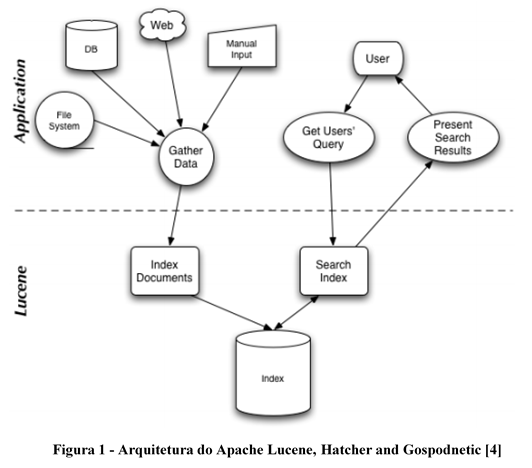 Application
Web
DB
Manual
Input
File
System
Gather
Data
User
Get Users'
Query
Present
Search
Results
Lucene
Index
Documents
Search
Index
Index
Figura 1 - Arquitetura do Apache Lucene, Hatcher and Gospodnetic [4]